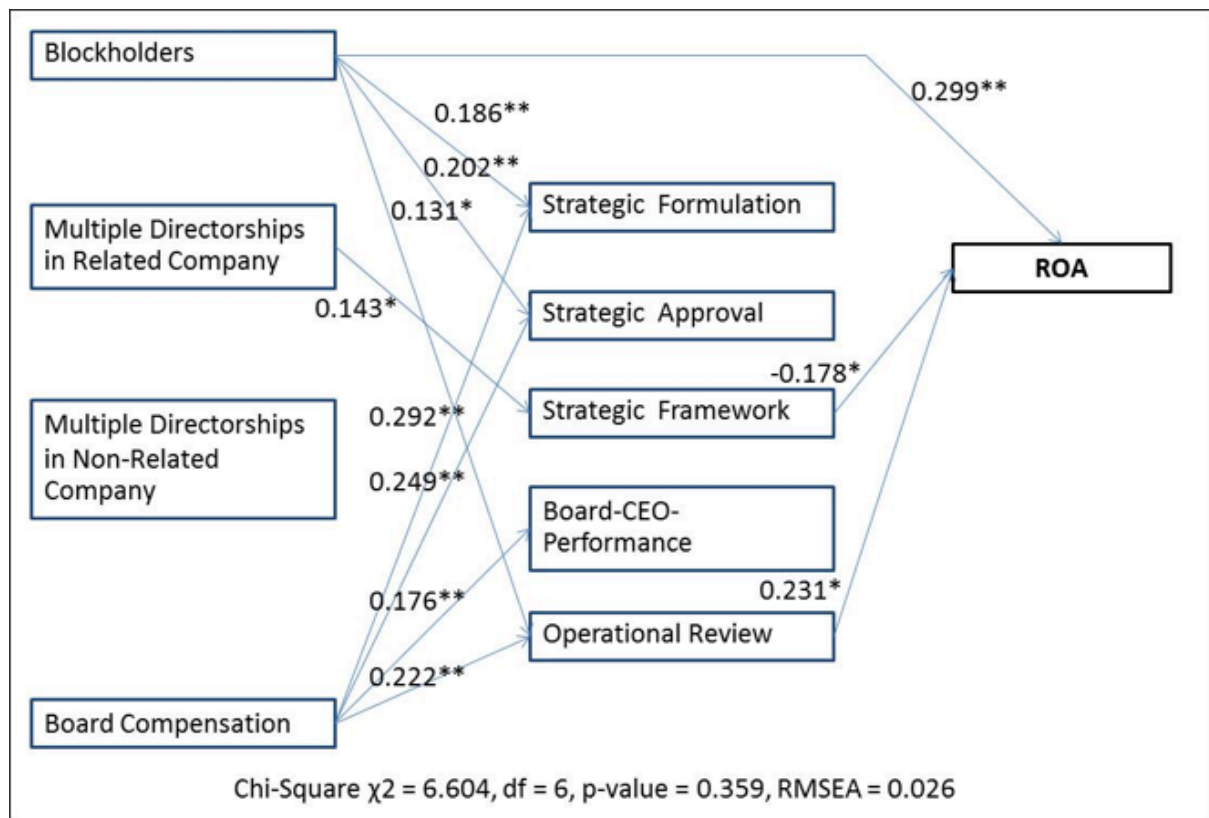 Blockholders
0.299**
0.186**
0.202**
0.131*
Strategic Formulation
Multiple Directorships
in Related Company
ROA
0.143*
Strategic Approval
-0.178*
Strategic Framework
Multiple Directorships
in Non-Related
Company
0.292**
0.249**
Board-CEO-
Performance
0.176**
0.231*
Operational Review
0.222**
Board Compensation
Chi-Square χ2 = 6.604, df = 6, p-value = 0.359, RMSEA = 0.026